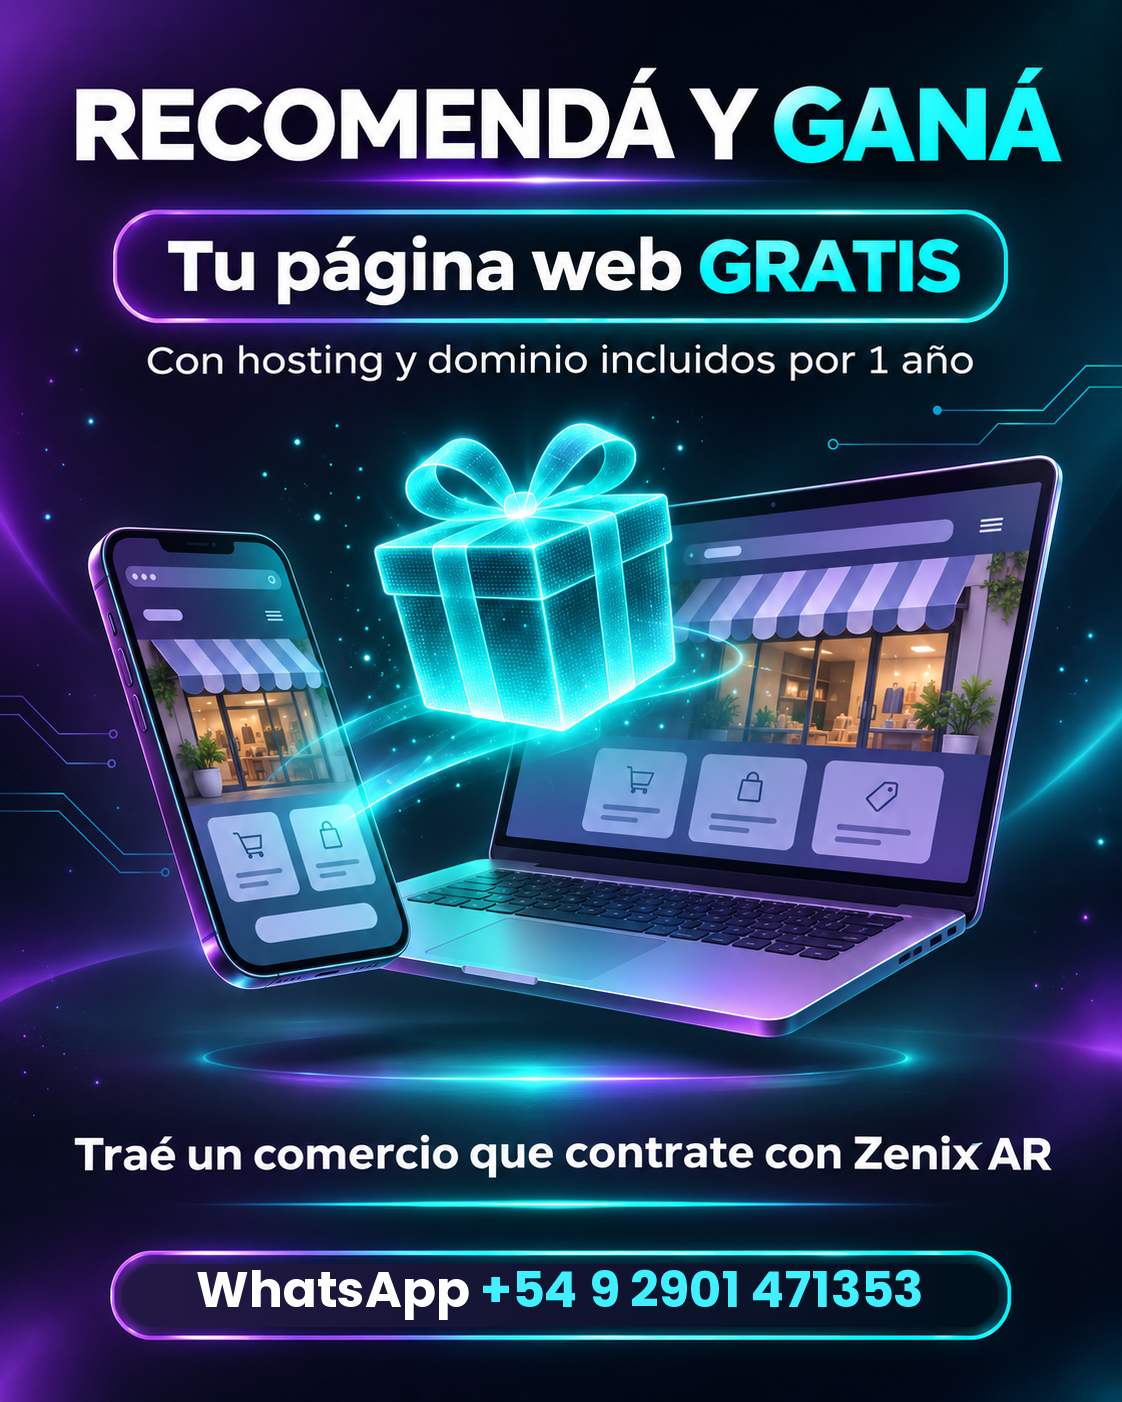 RECOMENDÁ Y GANÁ
Tu página web GRATIS
Con hosting y dominio incluidos por 1 año
Traé un comercio que contrate con Zenix AR
WhatsApp +54 9 2901 471353